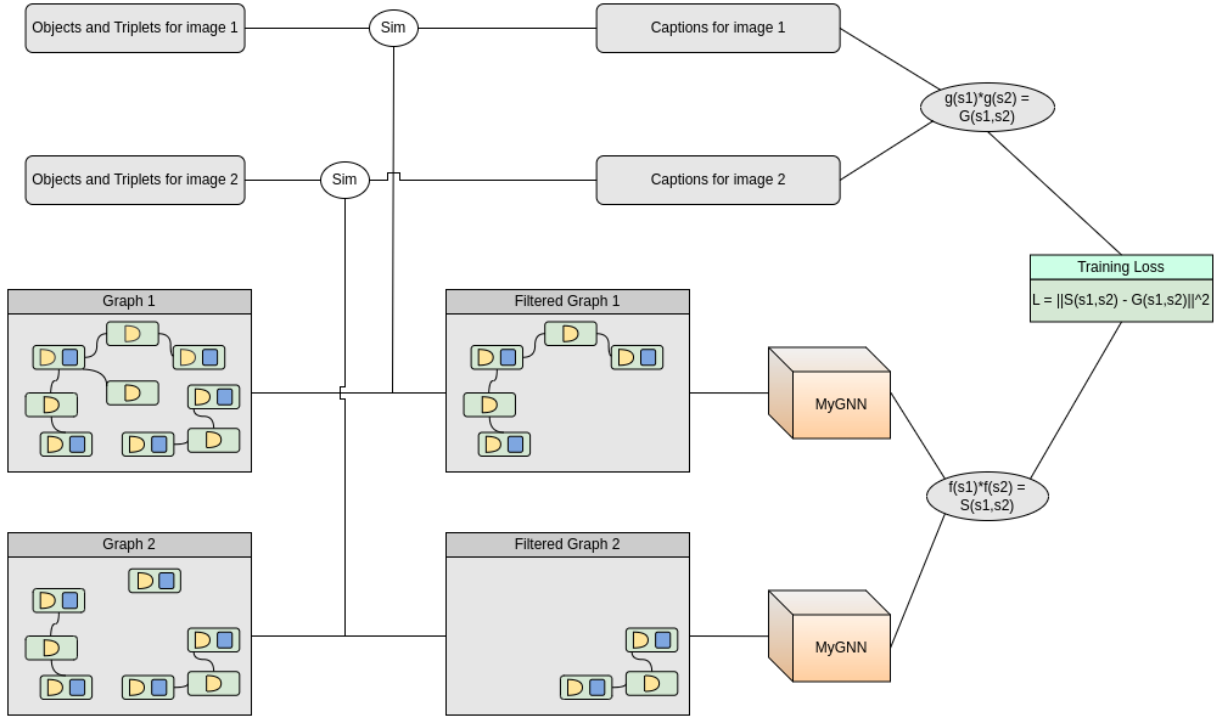 Objects and Triplets for image 1
Sim
Captions for image 1
g(s1)*g(s2) =
G(s1,s2)
Objects and Triplets for image 2
Sim
Captions for image 2
Training Loss
L = ||S(s1,s2) - G(s1,s2)||^2
Graph 1
Filtered Graph 1
MyGNN
f(s1)*f(s2) =
S(s1,s2)
Graph 2
Filtered Graph 2
MyGNN